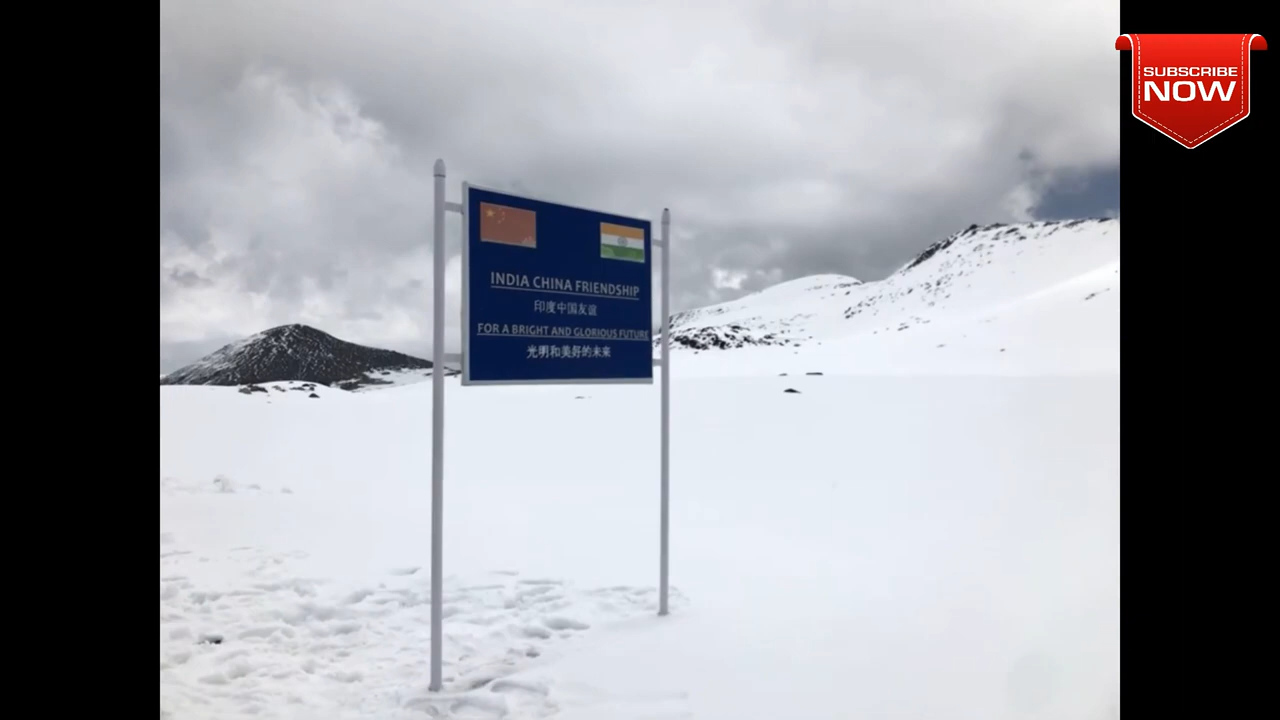 SUBSCRIBE
NOW
INDIA CHINA FRIENDSHIP
印度中国友谊
FOR A BRIGHT AND GLORIOUS FUTURE
光明和美好的未来